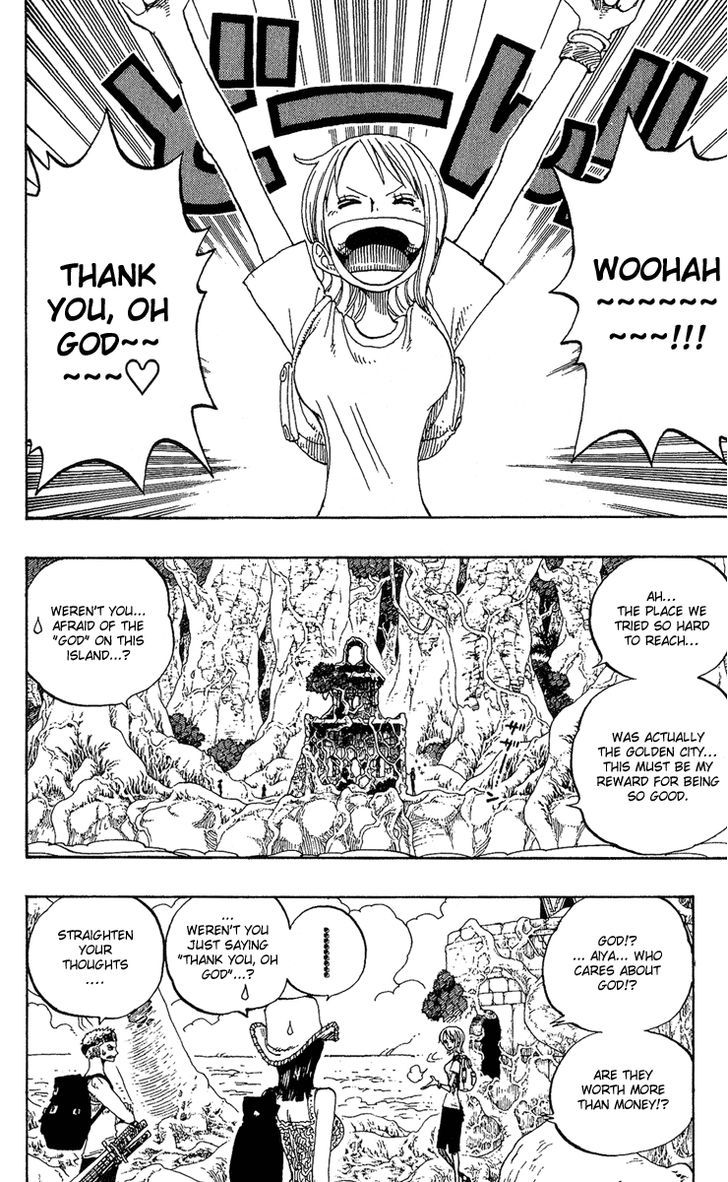 WOOHAH
~~~~~~
~~~!!!
THANK
YOU, OH
GOD~~
~~~♡
AH...
THE PLACE WE
TRIED SO HARD
TO REACH...
WAS ACTUALLY
THE GOLDEN CITY...
THIS MUST BE MY
REWARD FOR BEING
SO GOOD.
WEREN'T YOU...
AFRAID OF THE
"GOD" ON THIS
ISLAND...?
GOD!?
... AIYA... WHO
CARES ABOUT
GOD!?
ARE THEY
WORTH MORE
THAN MONEY!?
.........
...
WEREN'T YOU
JUST SAYING
"THANK YOU, OH
GOD"...?
STRAIGHTEN
YOUR
THOUGHTS
....